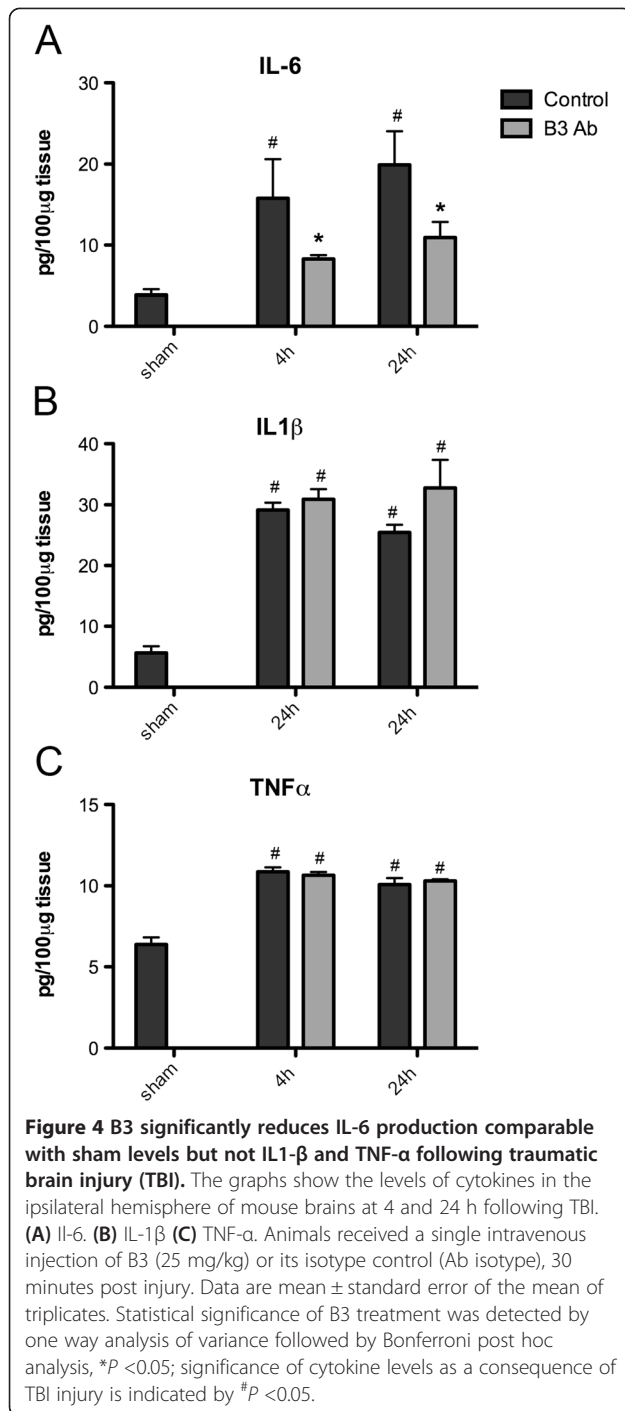 A
IL-6
30
20
10
0
pg/100µg tissue
#
*
#
*
Control
B3 Ab
sham
4h
24h
B
IL1β
40
30
20
10
0
pg/100µg tissue
#
#
#
#
sham
24h
24h
C
TNFα
15
10
5
0
pg/100µg tissue
#
#
#
#
sham
4h
24h
Figure 4 B3 significantly reduces IL-6 production comparable
with sham levels but not IL1-β and TNF-α following traumatic
brain injury (TBI). The graphs show the levels of cytokines in the
ipsilateral hemisphere of mouse brains at 4 and 24 h following TBI.
(A) Il-6. (B) IL-1β (C) TNF-α. Animals received a single intravenous
injection of B3 (25 mg/kg) or its isotype control (Ab isotype), 30
minutes post injury. Data are mean ± standard error of the mean of
triplicates. Statistical significance of B3 treatment was detected by
one way analysis of variance followed by Bonferroni post hoc
analysis, *P <0.05; significance of cytokine levels as a consequence of
TBI injury is indicated by #P <0.05.